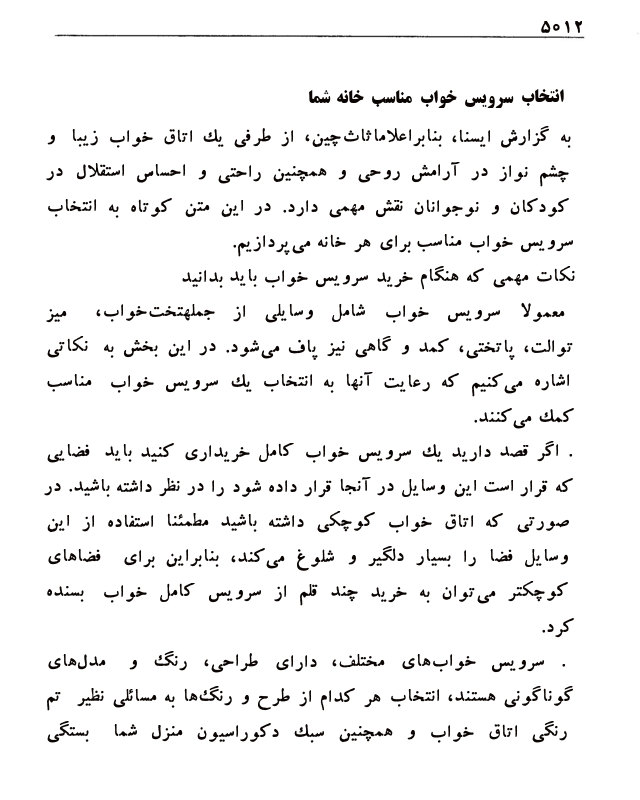 ۵۰۱۲
انتخاب سرویس خواب مناسب خانه شما
به گزارش ایسنا، بنابراعلاماثاث‌چین، از طرفی یك اتاق خواب زیبا و
چشم نواز در آرامش روحی و همچنین راحتی و احساس استقلال در
کودکان و نوجوانان نقش مهمی دارد. در این متن کوتاه به انتخاب
سرویس خواب مناسب برای هر خانه می‌پردازیم.
نکات مهمی که هنگام خرید سرویس خواب باید بدانید
معمولا سرویس خواب شامل وسایلی از جملهتخت‌خواب، میز
توالت، پاتختی، کمد و گاهی نیز پاف می‌شود. در این بخش به نکاتی
اشاره می‌کنیم که رعایت آنها به انتخاب یك سرویس خواب مناسب
کمك می‌کنند.
. اگر قصد دارید یك سرویس خواب کامل خریداری کنید باید فضایی
که قرار است این وسایل در آنجا قرار داده شود را در نظر داشته باشید. در
صورتی که اتاق خواب کوچکی داشته باشید مطمئنا استفاده از این
وسایل فضا را بسیار دلگیر و شلوغ می‌کند، بنابراین برای فضاهای
کوچکتر می‌توان به خرید چند قلم از سرویس کامل خواب بسنده
کرد.
. سرویس خواب‌های مختلف، دارای طراحی، رنگ و مدل‌های
گوناگونی هستند، انتخاب هر کدام از طرح و رنگ‌ها به مسائلی نظیر تم
رنگی اتاق خواب و همچنین سبك دکوراسیون منزل شما بستگی